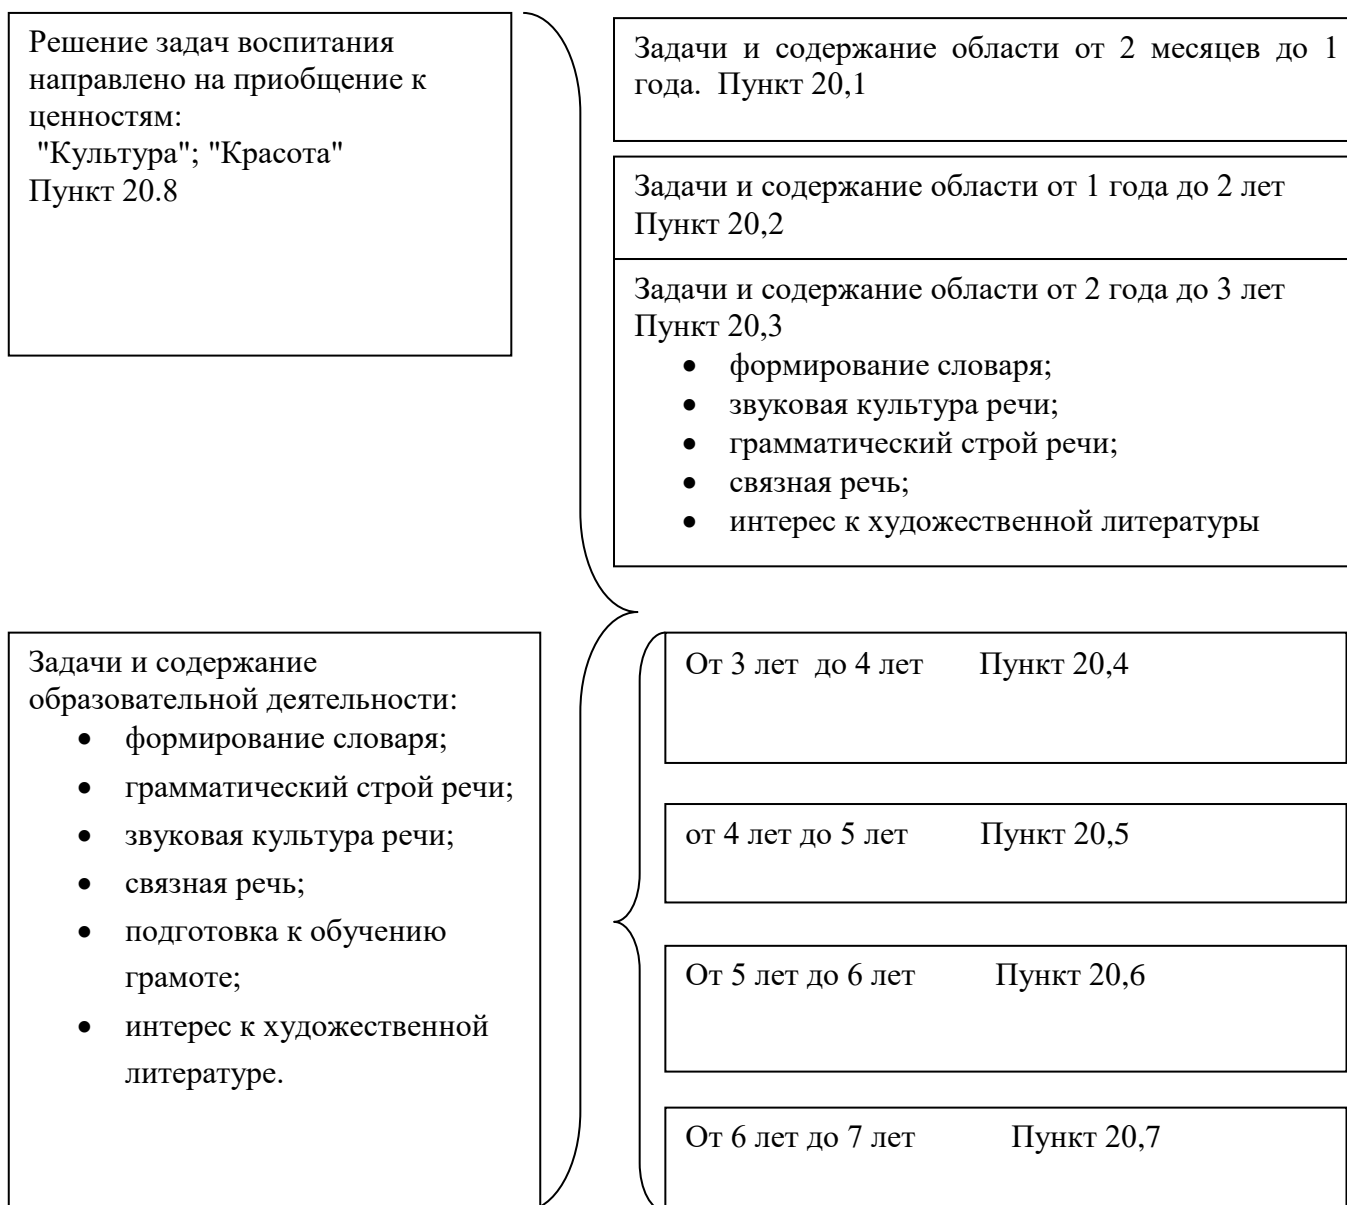 Решение задач воспитания
направлено на приобщение к
ценностям:
"Культура"; "Красота"
Пункт 20.8
Задачи и содержание области от 2 месяцев до 1
года. Пункт 20,1
Задачи и содержание области от 1 года до 2 лет
Пункт 20,2
Задачи и содержание области от 2 года до 3 лет
Пункт 20,3
• формирование словаря;
• звуковая культура речи;
• грамматический строй речи;
• связная речь;
• интерес к художественной литературы
Задачи и содержание
образовательной деятельности:
• формирование словаря;
• грамматический строй речи;
• звуковая культура речи;
• связная речь;
• подготовка к обучению
грамоте;
• интерес к художественной
литературе.
От 3 лет до 4 лет Пункт 20,4
от 4 лет до 5 лет Пункт 20,5
От 5 лет до 6 лет Пункт 20,6
От 6 лет до 7 лет Пункт 20,7